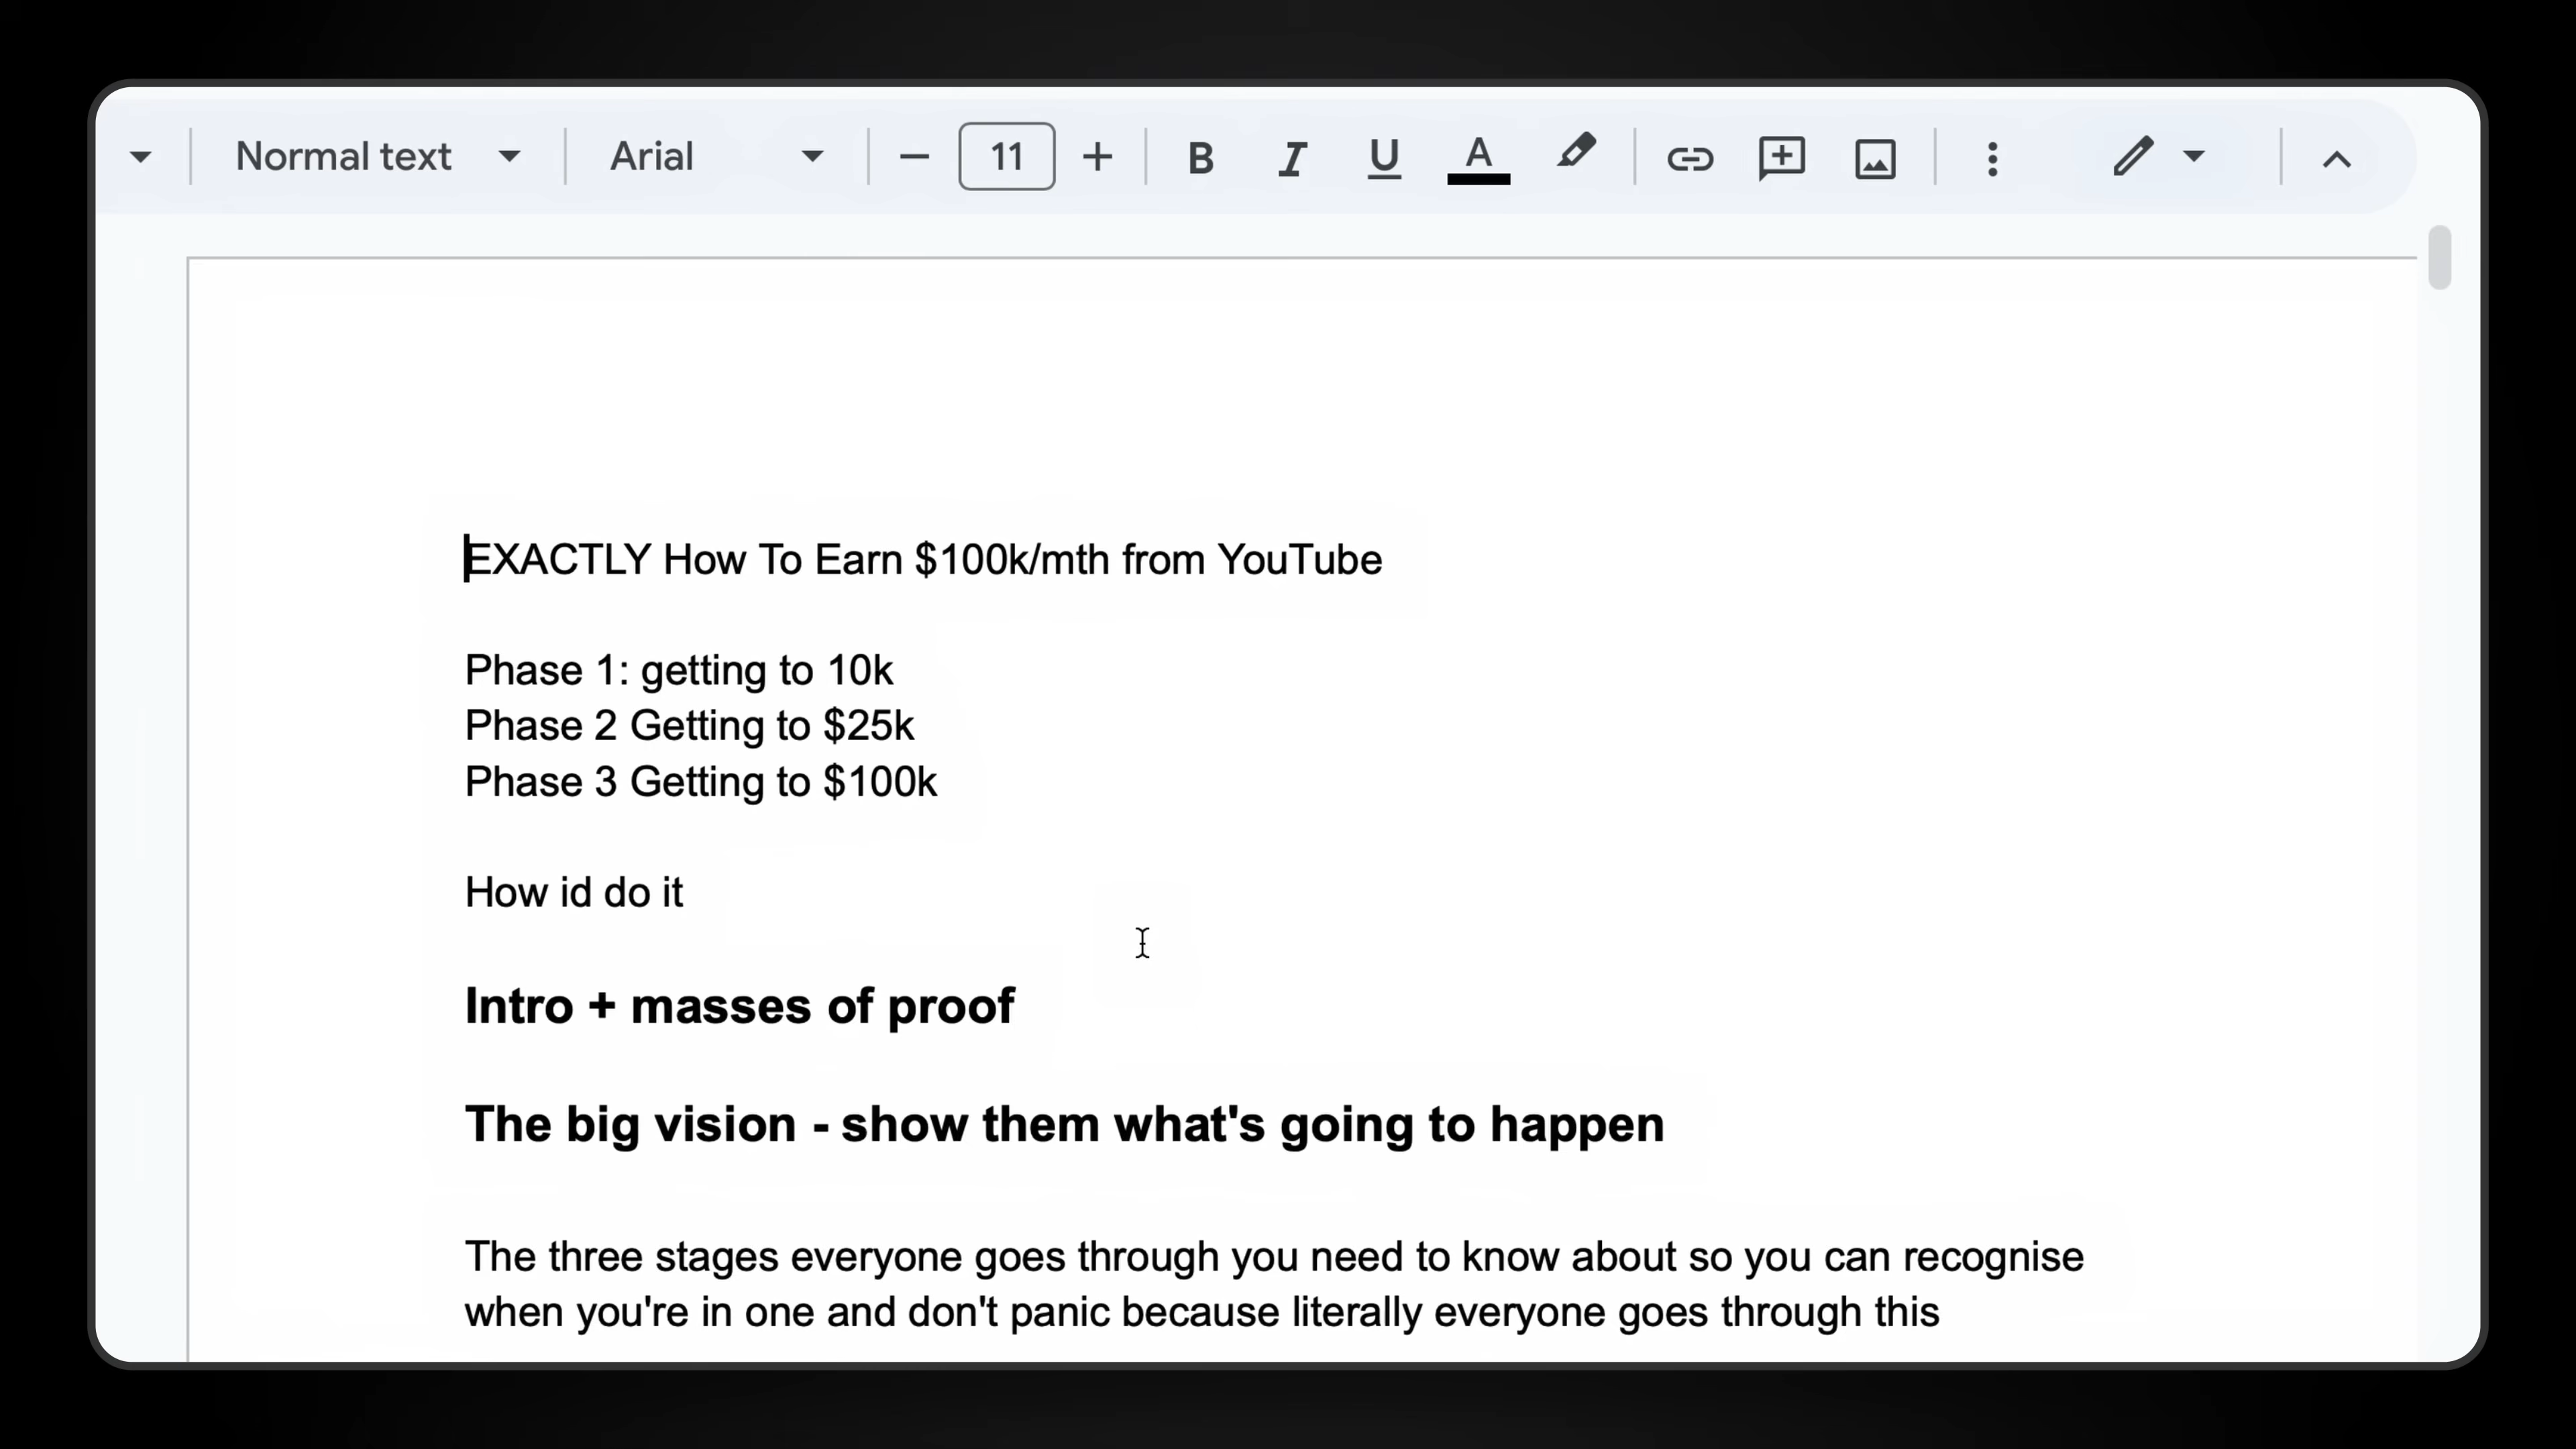 Normal text Arial 11 B I U A
EXACTLY How To Earn $100k/mth from YouTube
Phase 1: getting to 10k
Phase 2 Getting to $25k
Phase 3 Getting to $100k
How id do it
Intro + masses of proof
The big vision - show them what's going to happen
The three stages everyone goes through you need to know about so you can recognise
when you're in one and don't panic because literally everyone goes through this